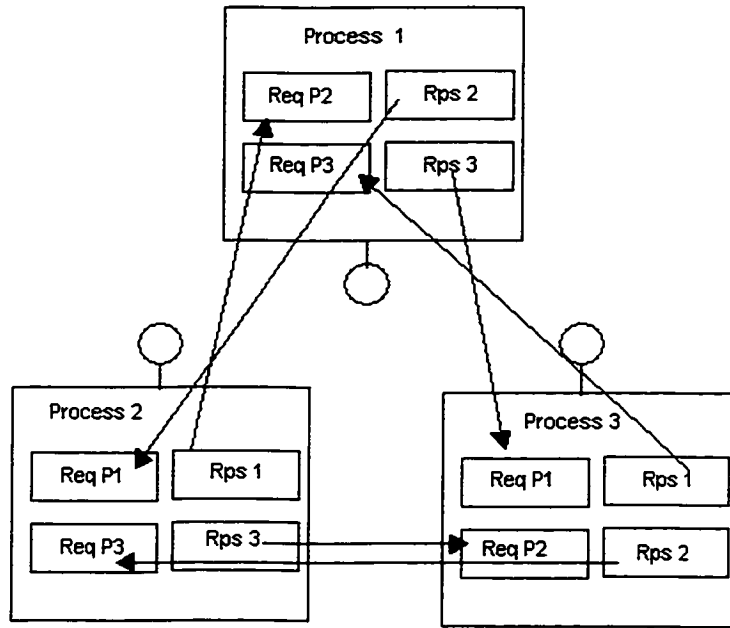 Process 1
Req P2
Rps 2
Req P3
Rps 3
Process 2
Req P1
Rps 1
Req P3
Rps 3
Process 3
Req P1
Rps 1
Req P2
Rps 2